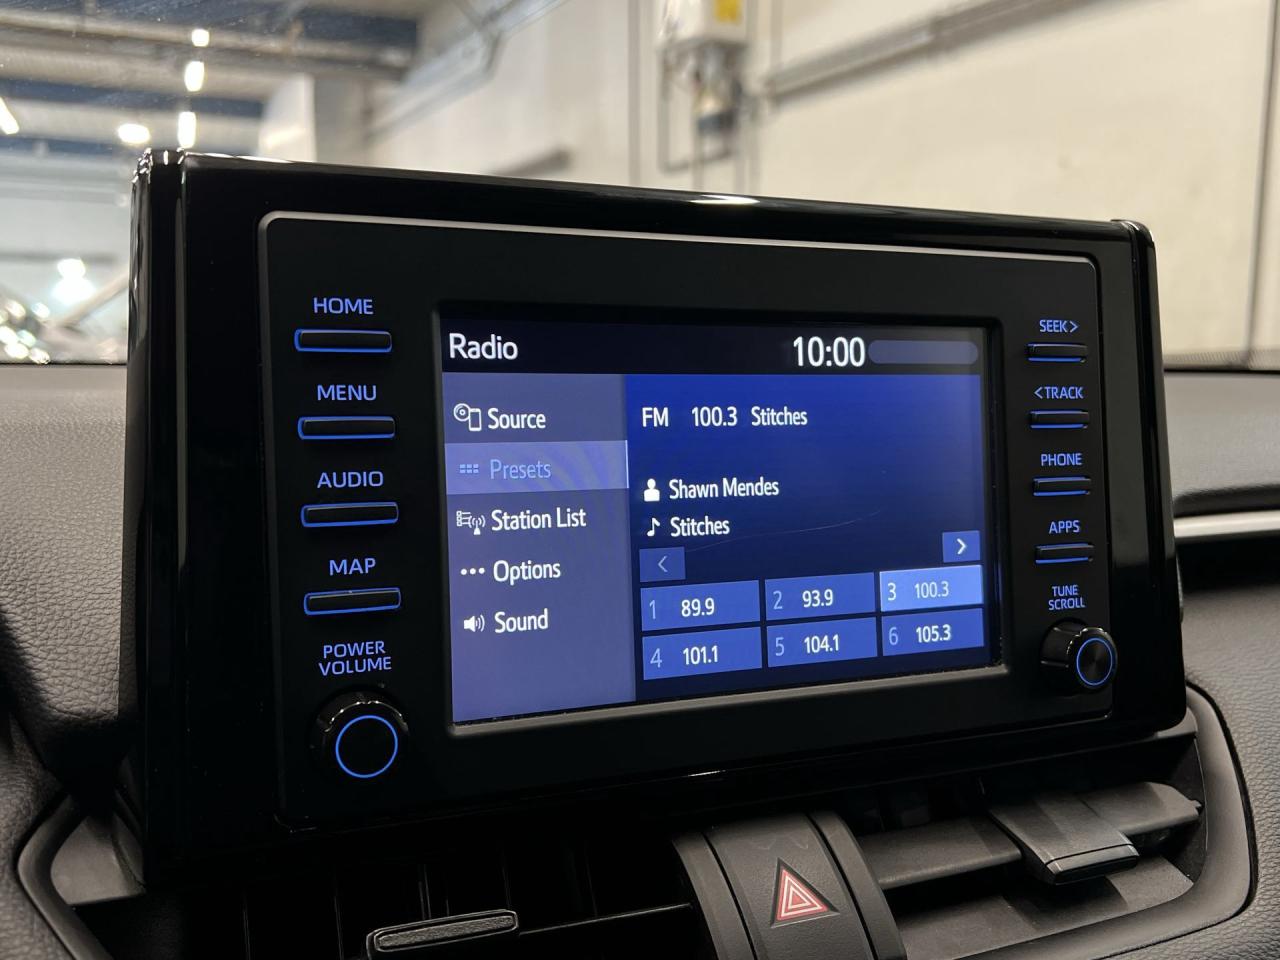 HOME
MENU
AUDIO
MAP
POWER
VOLUME
Radio
10:00
Source
Presets
Station List
Options
Sound
FM 100.3 Stitches
Shawn Mendes
Stitches
<
>
1 89.9
2 93.9
3 100.3
4 101.1
5 104.1
6 105.3
SEEK>
<TRACK
PHONE
APPS
TUNE
SCROLL